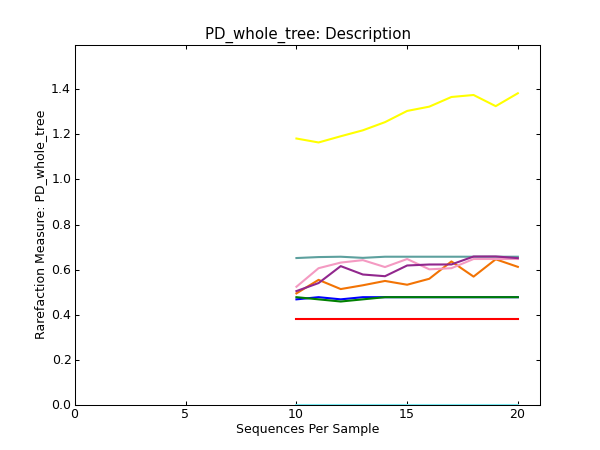 PD_whole_tree: Description
Rarefaction Measure: PD_whole_tree
1.4
1.2
1.0
0.8
0.6
0.4
0.2
0.0
0 5 10 15 20
Sequences Per Sample